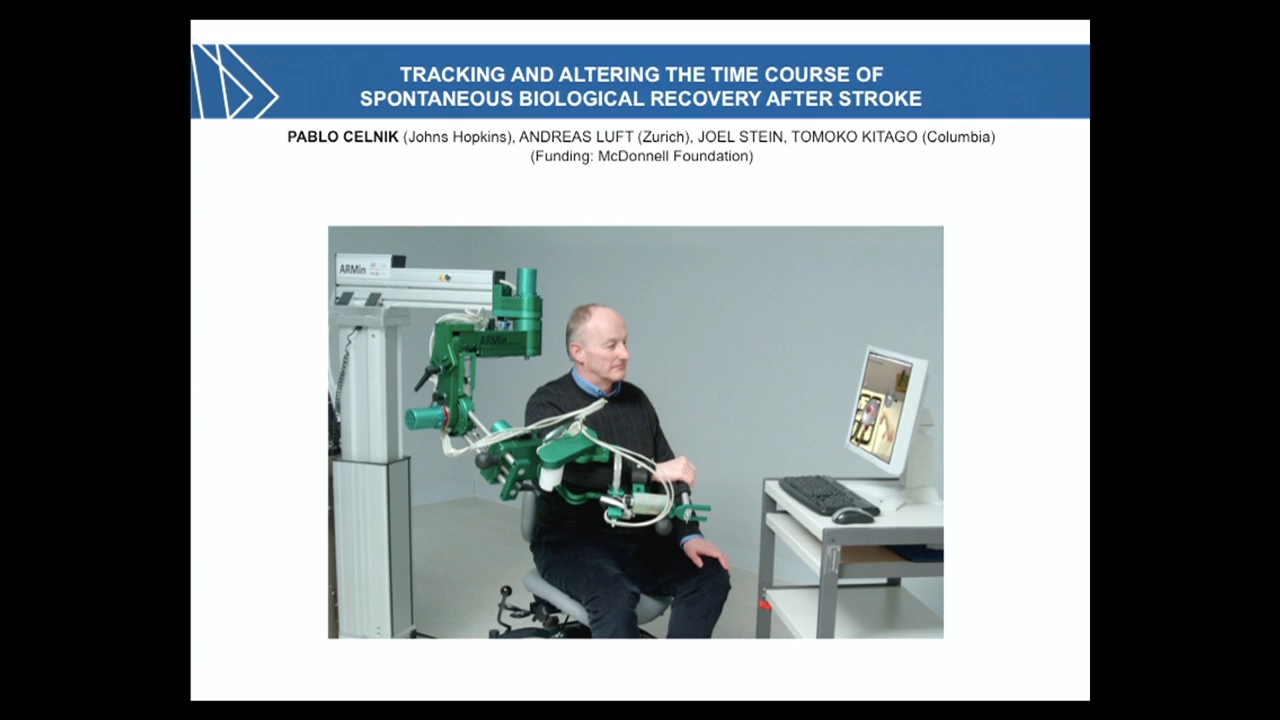 TRACKING AND ALTERING THE TIME COURSE OF
SPONTANEOUS BIOLOGICAL RECOVERY AFTER STROKE
PABLO CELNIK (Johns Hopkins), ANDREAS LUFT (Zurich), JOEL STEIN, TOMOKO KITAGO (Columbia)
(Funding: McDonnell Foundation)
ARMin
ARMin